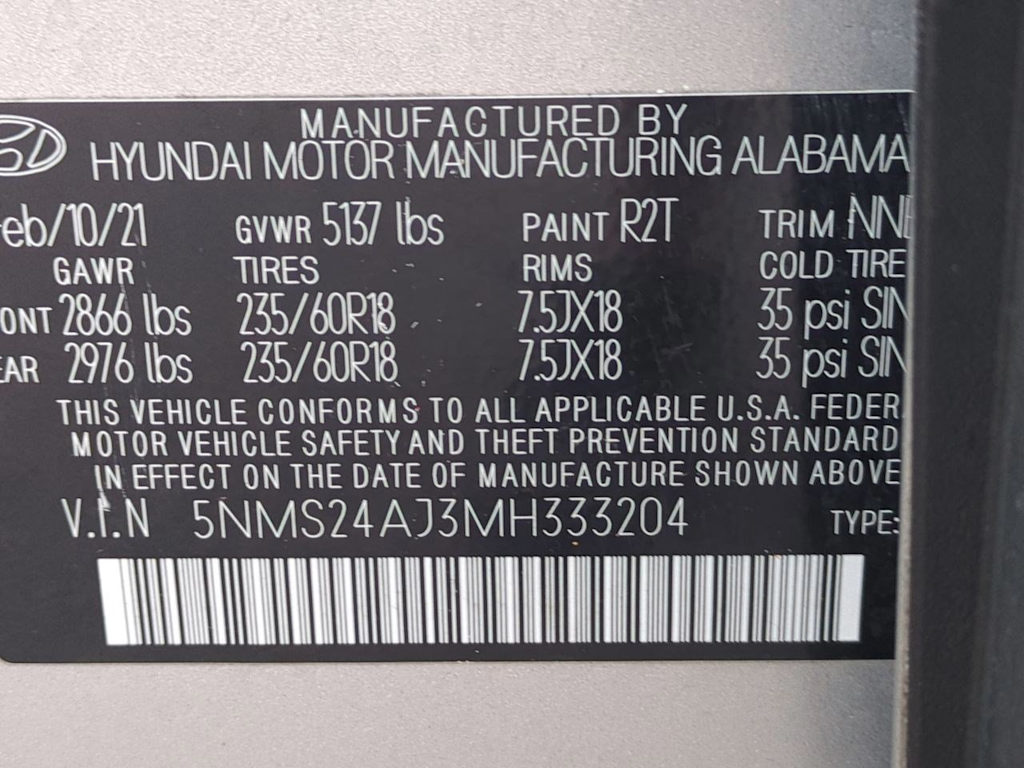 MANUFACTURED BY
HYUNDAI MOTOR MANUFACTURING ALABAMA
eb/10/21 GVWR 5137 lbs PAINT R2T TRIM NN
GAWR TIRES RIMS COLD TIRE
ONT 2866 lbs 235/60R18 7.5JX18 35 psi SIN
EAR 2976 lbs 235/60R18 7.5JX18 35 psi SIN
THIS VEHICLE CONFORMS TO ALL APPLICABLE U.S.A. FEDER
MOTOR VEHICLE SAFETY AND THEFT PREVENTION STANDARD
IN EFFECT ON THE DATE OF MANUFACTURE SHOWN ABOVE
V.I.N 5NMS24AJ3MH333204 TYPE: